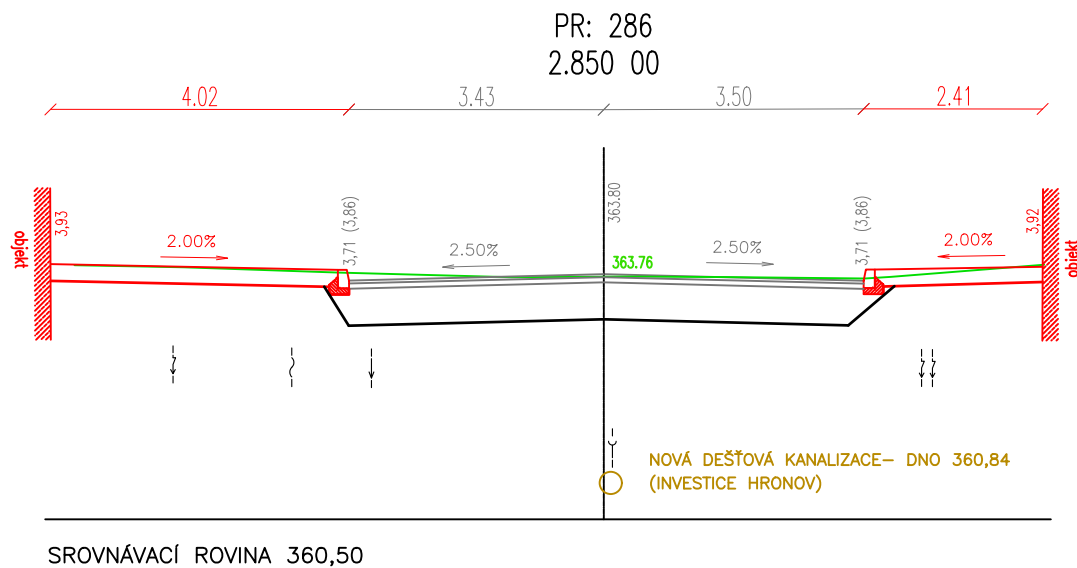 PR: 286
2.850 00
4.02 3.43 3.50 2.41
3,93
3,71 (3,86)
363.80
3,71 (3,86)
3,92
objekt
2.00%
2.50%
2.50%
2.00%
objekt
363.76
NOVÁ DEŠŤOVÁ KANALIZACE– DNO 360,84
(INVESTICE HRONOV)
SROVNÁVACÍ ROVINA 360,50